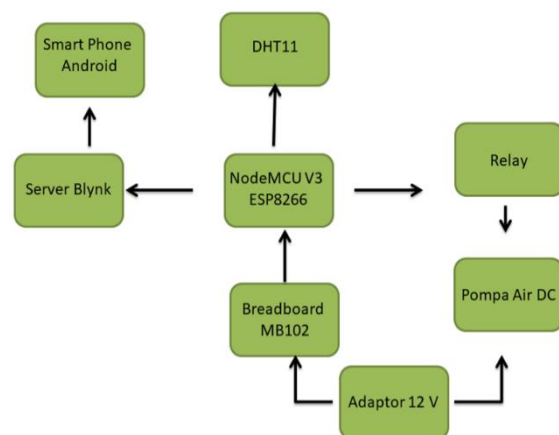 Smart Phone
Android
DHT11
Server Blynk
NodeMCU V3
ESP8266
Relay
Breadboard
MB102
Pompa Air DC
Adaptor 12 V